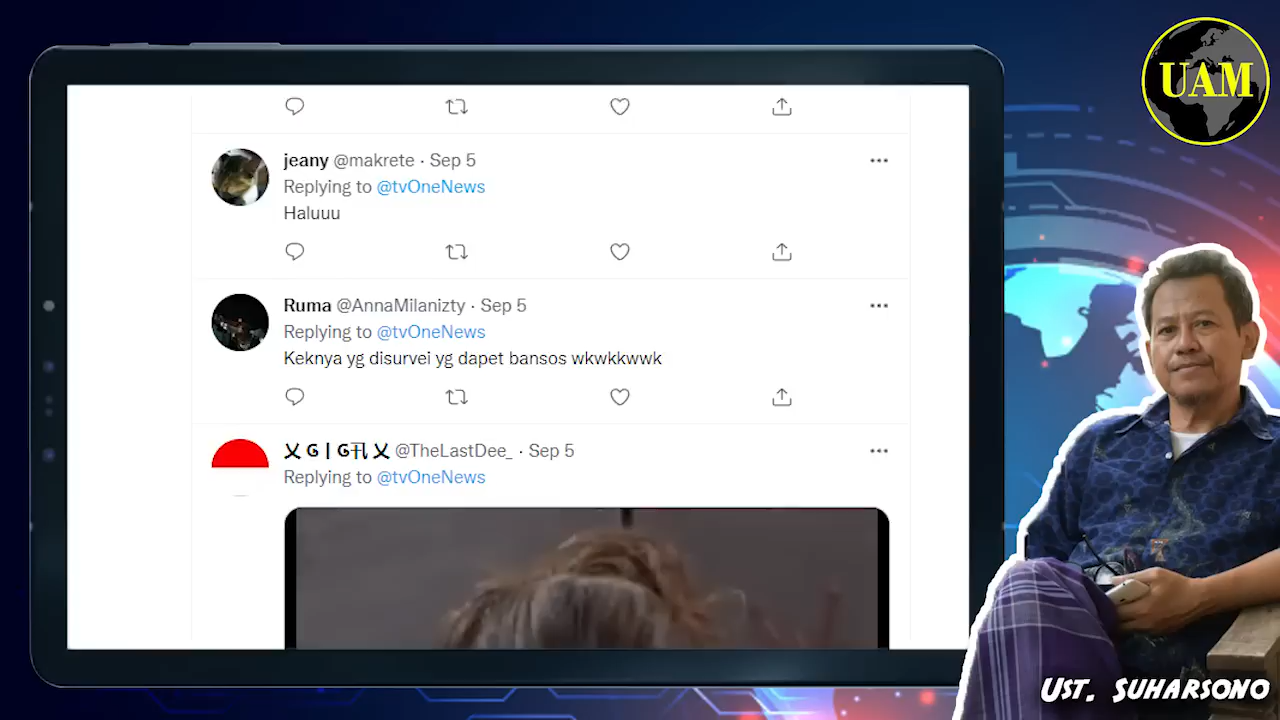 UAM
jeany @makrete · Sep 5
Replying to @tvOneNews
Haluuu
Ruma @AnnaMilanizty · Sep 5
Replying to @tvOneNews
Keknya yg disurvei yg dapet bansos wkwkkwwk
@TheLastDee_ · Sep 5
Replying to @tvOneNews
UST. SUHARSONO